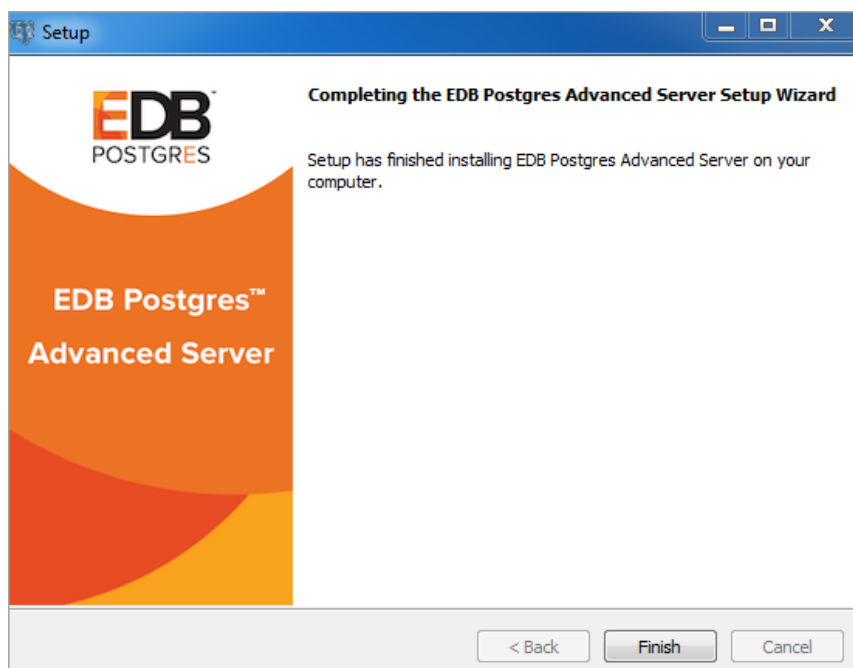 Setup
EDB
POSTGRES
Completing the EDB Postgres Advanced Server Setup Wizard
Setup has finished installing EDB Postgres Advanced Server on your
computer.
EDB Postgres™
Advanced Server
< Back
Finish
Cancel